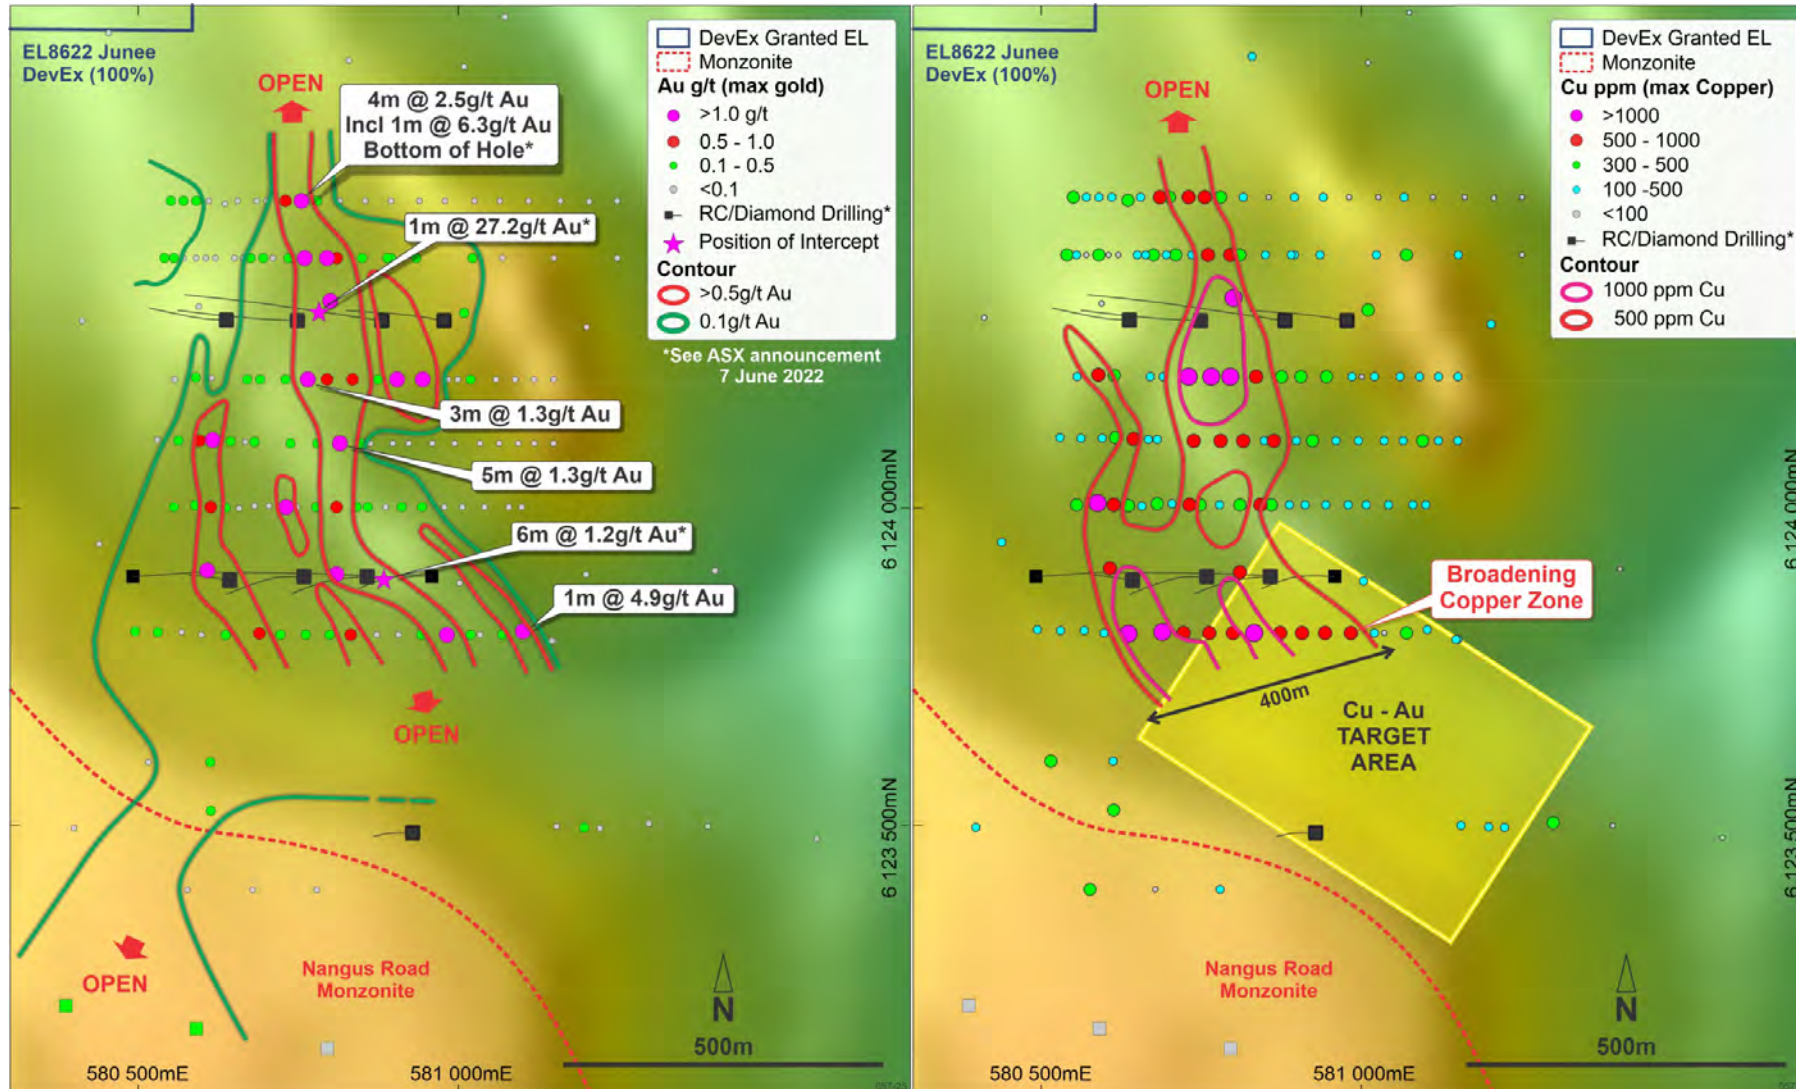 EL8622 Junee
DevEx (100%)
OPEN
4m @ 2.5g/t Au
Incl 1m @ 6.3g/t Au
Bottom of Hole*
1m @ 27.2g/t Au*
3m @ 1.3g/t Au
5m @ 1.3g/t Au
6m @ 1.2g/t Au*
1m @ 4.9g/t Au
OPEN
OPEN
Nangus Road
Monzonite
DevEx Granted EL
Monzonite
Au g/t (max gold)
>1.0 g/t
0.5 - 1.0
0.1 - 0.5
<0.1
RC/Diamond Drilling*
Position of Intercept
Contour
>0.5g/t Au
0.1g/t Au
*See ASX announcement
7 June 2022
6 124 000mN
6 123 500mN
N
500m
580 500mE
581 000mE
EL8622 Junee
DevEx (100%)
OPEN
DevEx Granted EL
Monzonite
Cu ppm (max Copper)
>1000
500 - 1000
300 - 500
100 -500
<100
RC/Diamond Drilling*
Contour
1000 ppm Cu
500 ppm Cu
Broadening
Copper Zone
400m
Cu - Au
TARGET
AREA
Nangus Road
Monzonite
6 124 000mN
6 123 500mN
N
500m
580 500mE
581 000mE